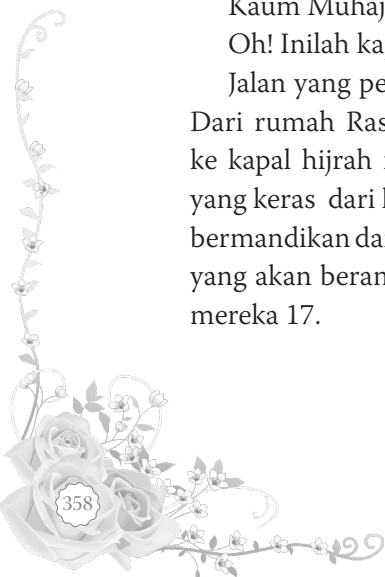 Kaum Muhaj
Oh! Inilah ka
Jalan yang pe
Dari rumah Ras
ke kapal hijrah
yang keras dari
bermandikan da
yang akan beran
mereka 17.
358